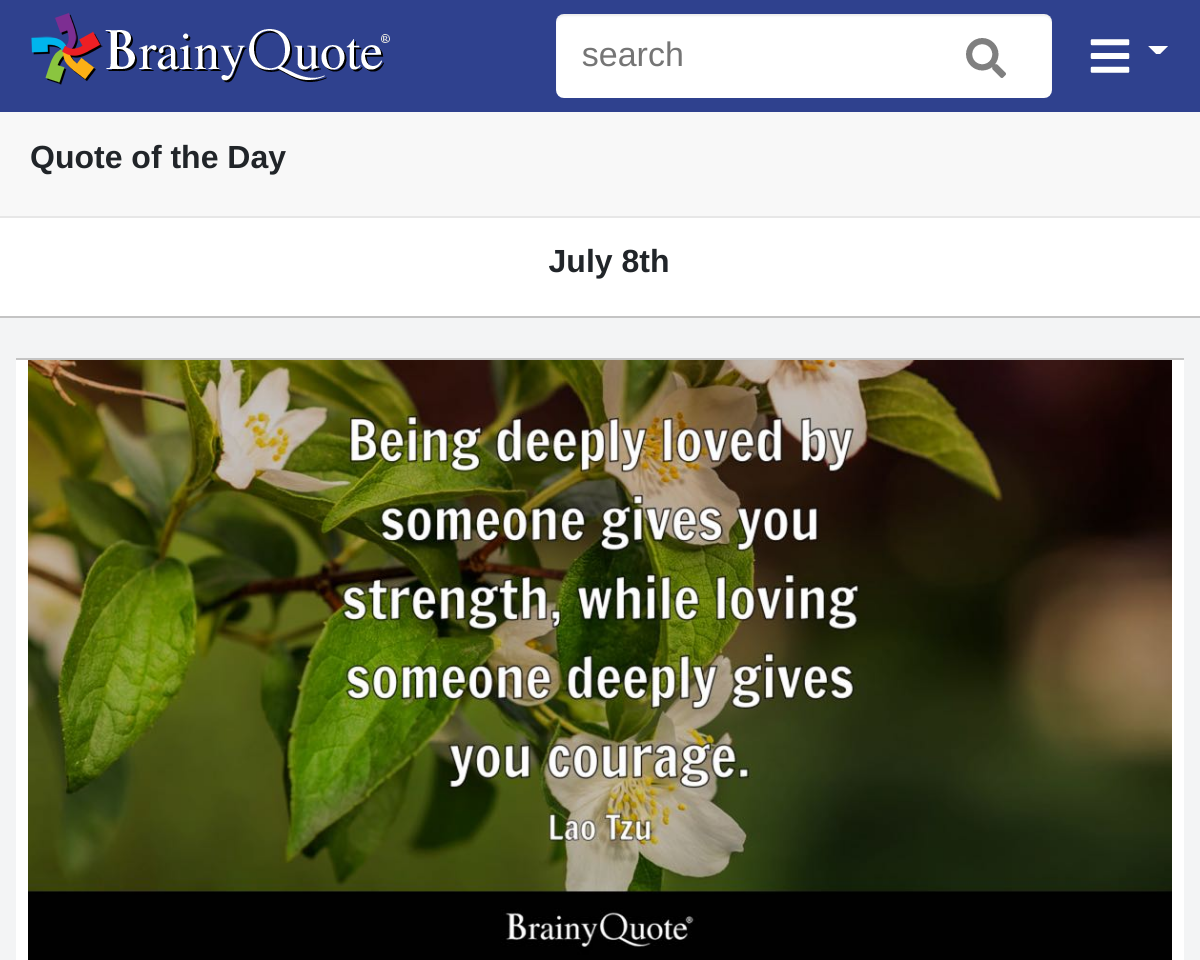 BrainyQuote®
search
Quote of the Day
July 8th
Being deeply loved by
someone gives you
strength, while loving
someone deeply gives
you courage.
Lao Tzu
BrainyQuote®